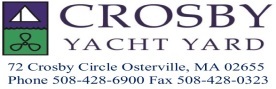 CROSBY
YACHT YARD
72 Crosby Circle Osterville, MA 02655
Phone 508-428-6900 Fax 508-428-0323